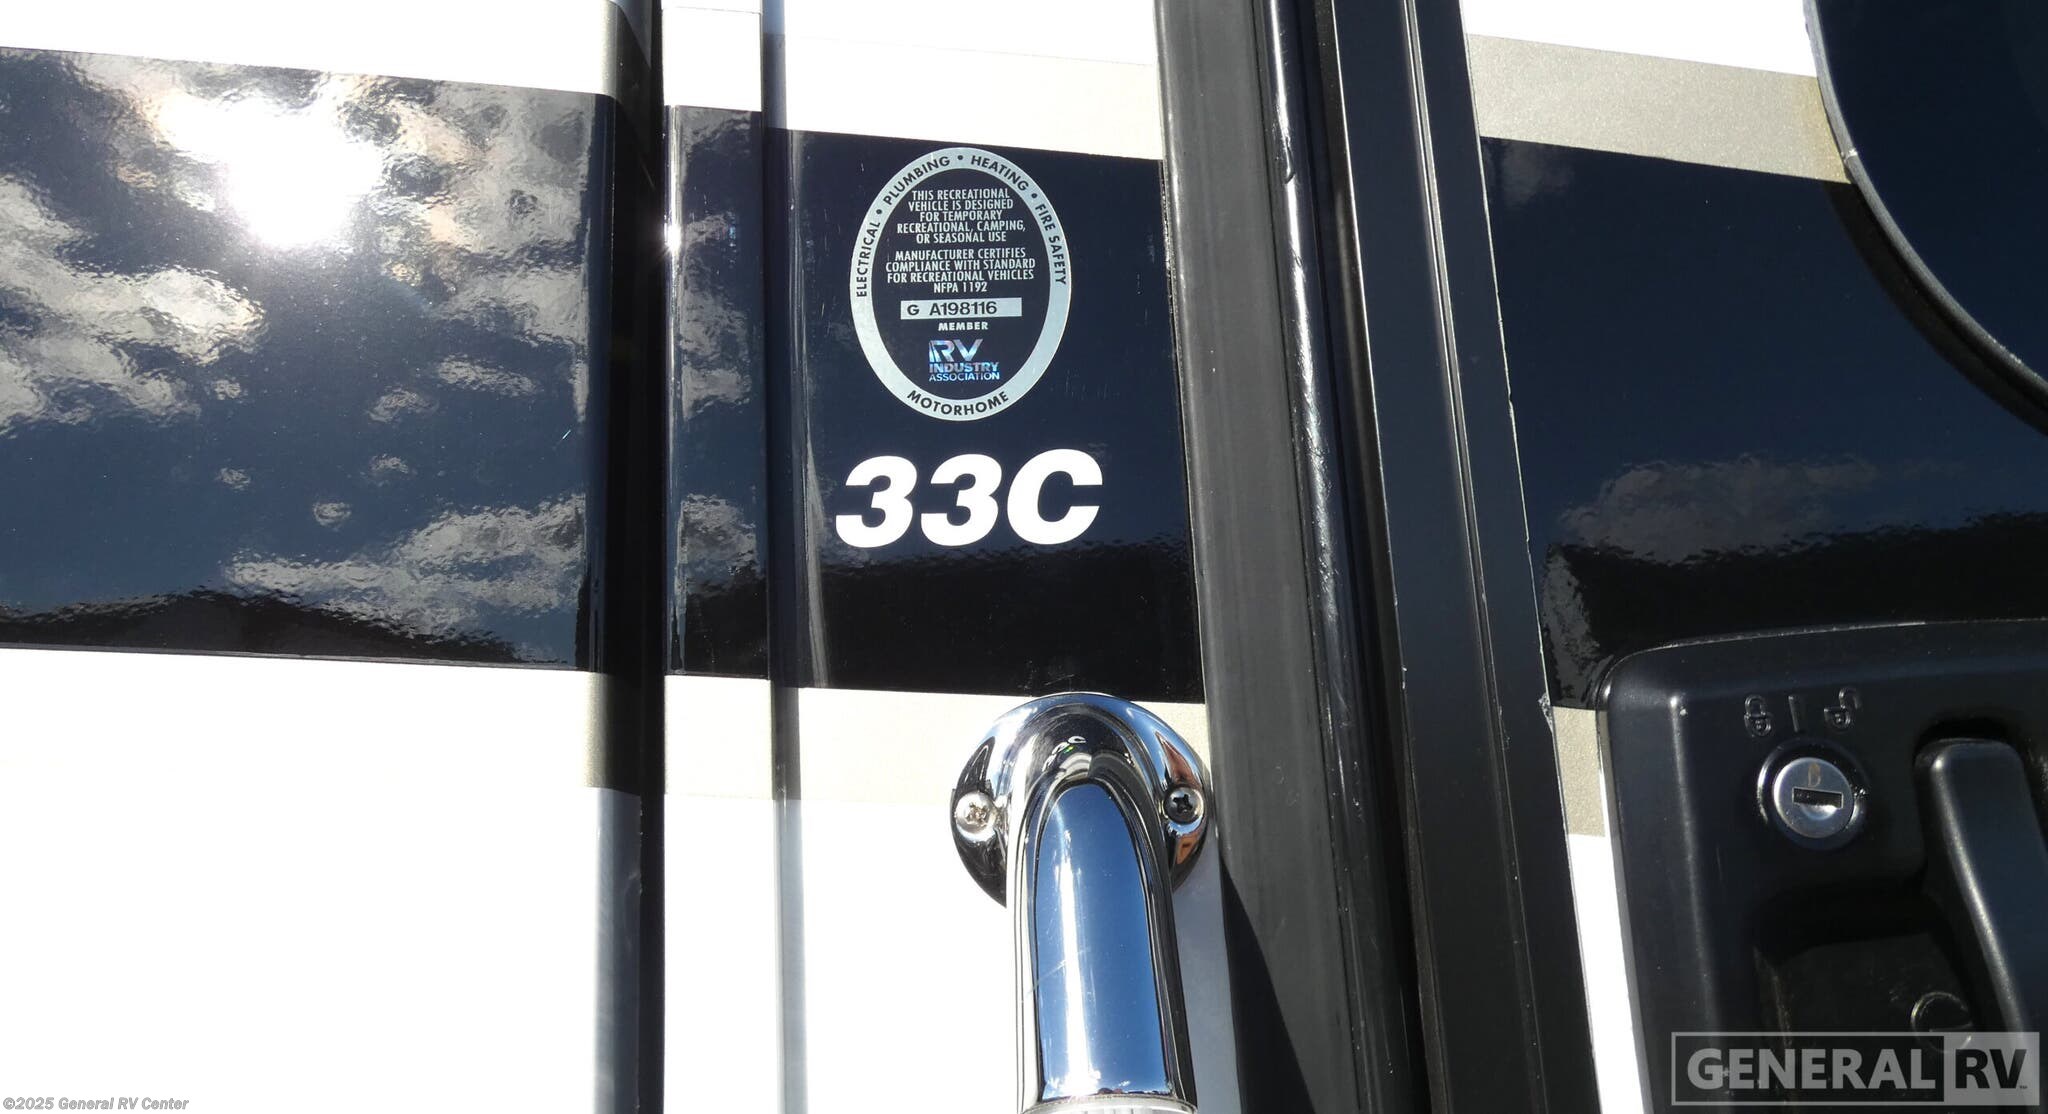 ELECTRICAL • PLUMBING • HEATING • FIRE SAFETY
THIS RECREATIONAL
VEHICLE IS DESIGNED
FOR TEMPORARY
RECREATIONAL, CAMPING,
OR SEASONAL USE
MANUFACTURER CERTIFIES
COMPLIANCE WITH STANDARD
FOR RECREATIONAL VEHICLES
NFPA 1192
G A198116
MEMBER
RV
INDUSTRY
ASSOCIATION
MOTORHOME
33C
GENERAL RV™
©2025 General RV Center